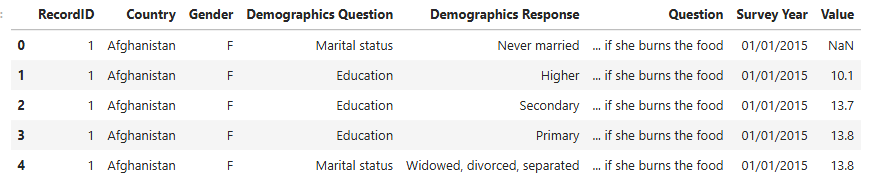 RecordID Country Gender Demographics Question Demographics Response Question Survey Year Value
0 1 Afghanistan F Marital status Never married ... if she burns the food 01/01/2015 NaN
1 1 Afghanistan F Education Higher ... if she burns the food 01/01/2015 10.1
2 1 Afghanistan F Education Secondary ... if she burns the food 01/01/2015 13.7
3 1 Afghanistan F Education Primary ... if she burns the food 01/01/2015 13.8
4 1 Afghanistan F Marital status Widowed, divorced, separated ... if she burns the food 01/01/2015 13.8